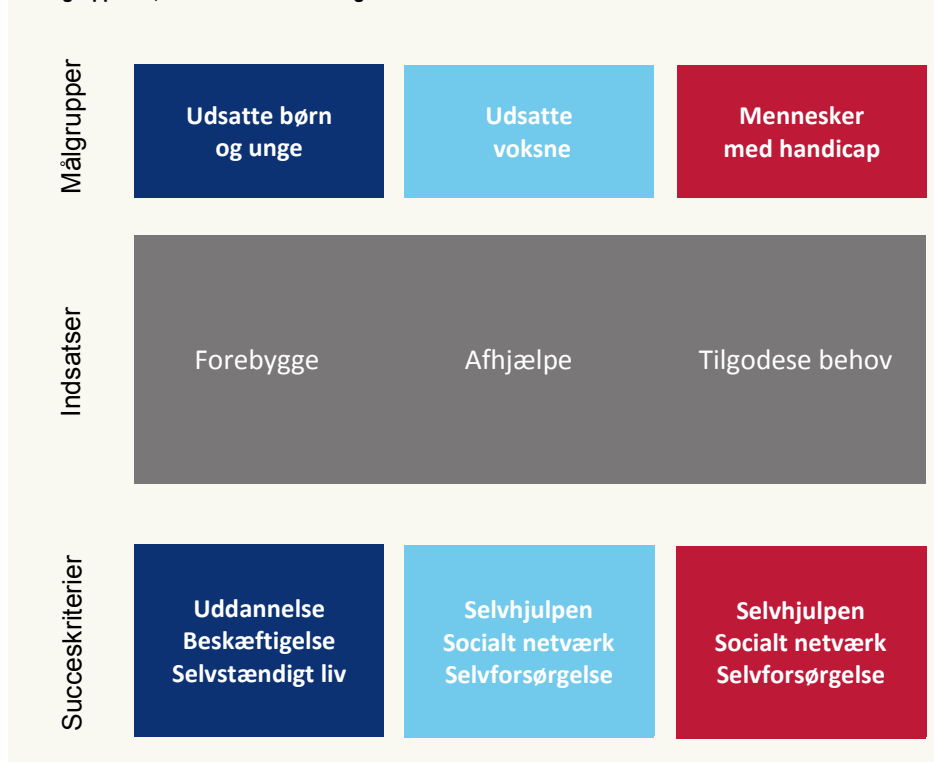 Målgrupper
Udsatte børn
og unge
Udsatte
voksne
Mennesker
med handicap
Indsatser
Forebygge
Afhjælpe
Tilgodese behov
Succeskriterier
Uddannelse
Beskæftigelse
Selvstændigt liv
Selvhjulpen
Socialt netværk
Selvforsørgelse
Selvhjulpen
Socialt netværk
Selvforsørgelse